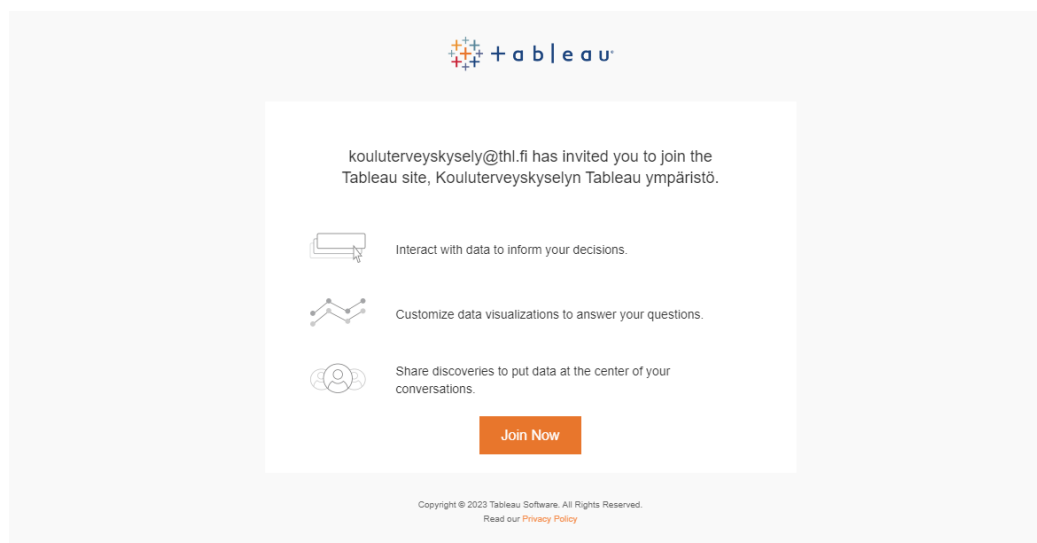 +ableau
kouluterveyskysely@thl.fi has invited you to join the
Tableau site, Kouluterveyskyselyn Tableau ympäristö.
Interact with data to inform your decisions.
Customize data visualizations to answer your questions.
Share discoveries to put data at the center of your
conversations.
Join Now
Copyright © 2023 Tableau Software. All Rights Reserved.
Read our Privacy Policy